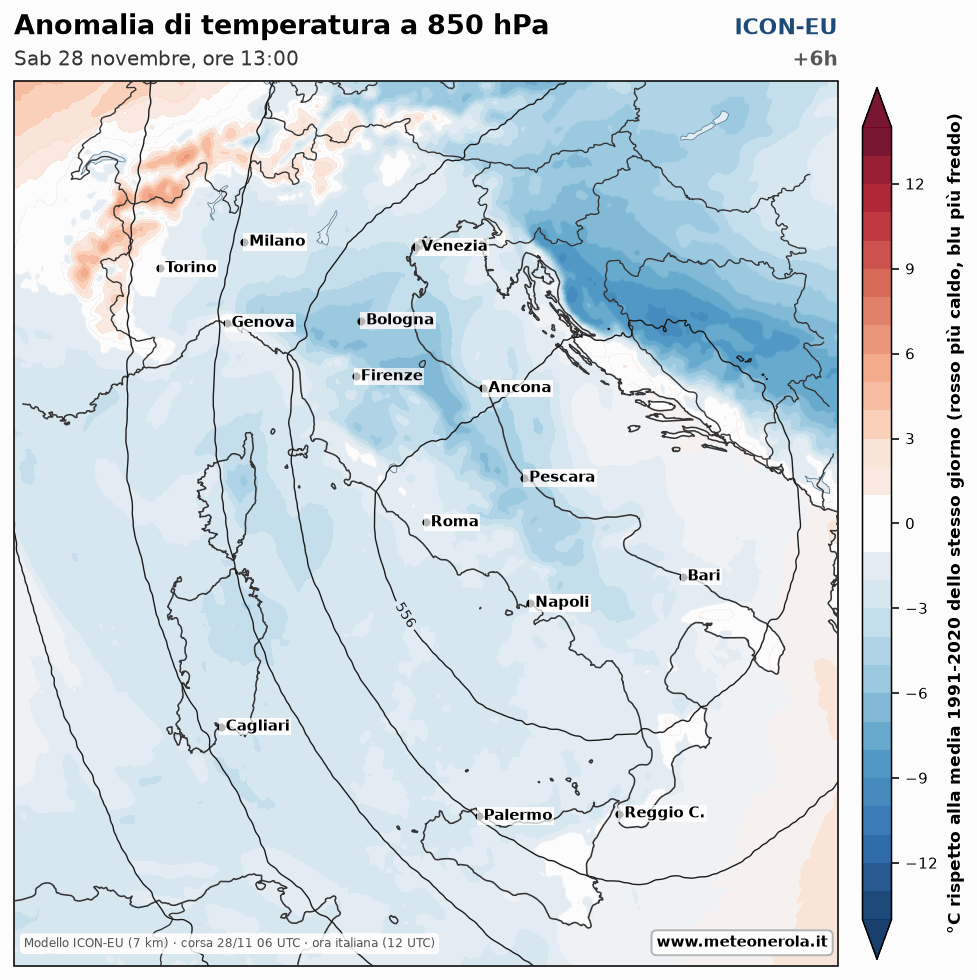 Anomalia di temperatura a 850 hPa
ICON-EU
Sab 28 novembre, ore 13:00
+6h
Milano
Venezia
Torino
Genova
Bologna
Firenze
Ancona
Pescara
Roma
Bari
Napoli
556
Cagliari
Palermo
Reggio C.
12
9
6
3
0
−3
−6
−9
−12
°C rispetto alla media 1991-2020 dello stesso giorno (rosso più caldo, blu più freddo)
Modello ICON-EU (7 km) · corsa 28/11 06 UTC · ora italiana (12 UTC)
www.meteonerola.it